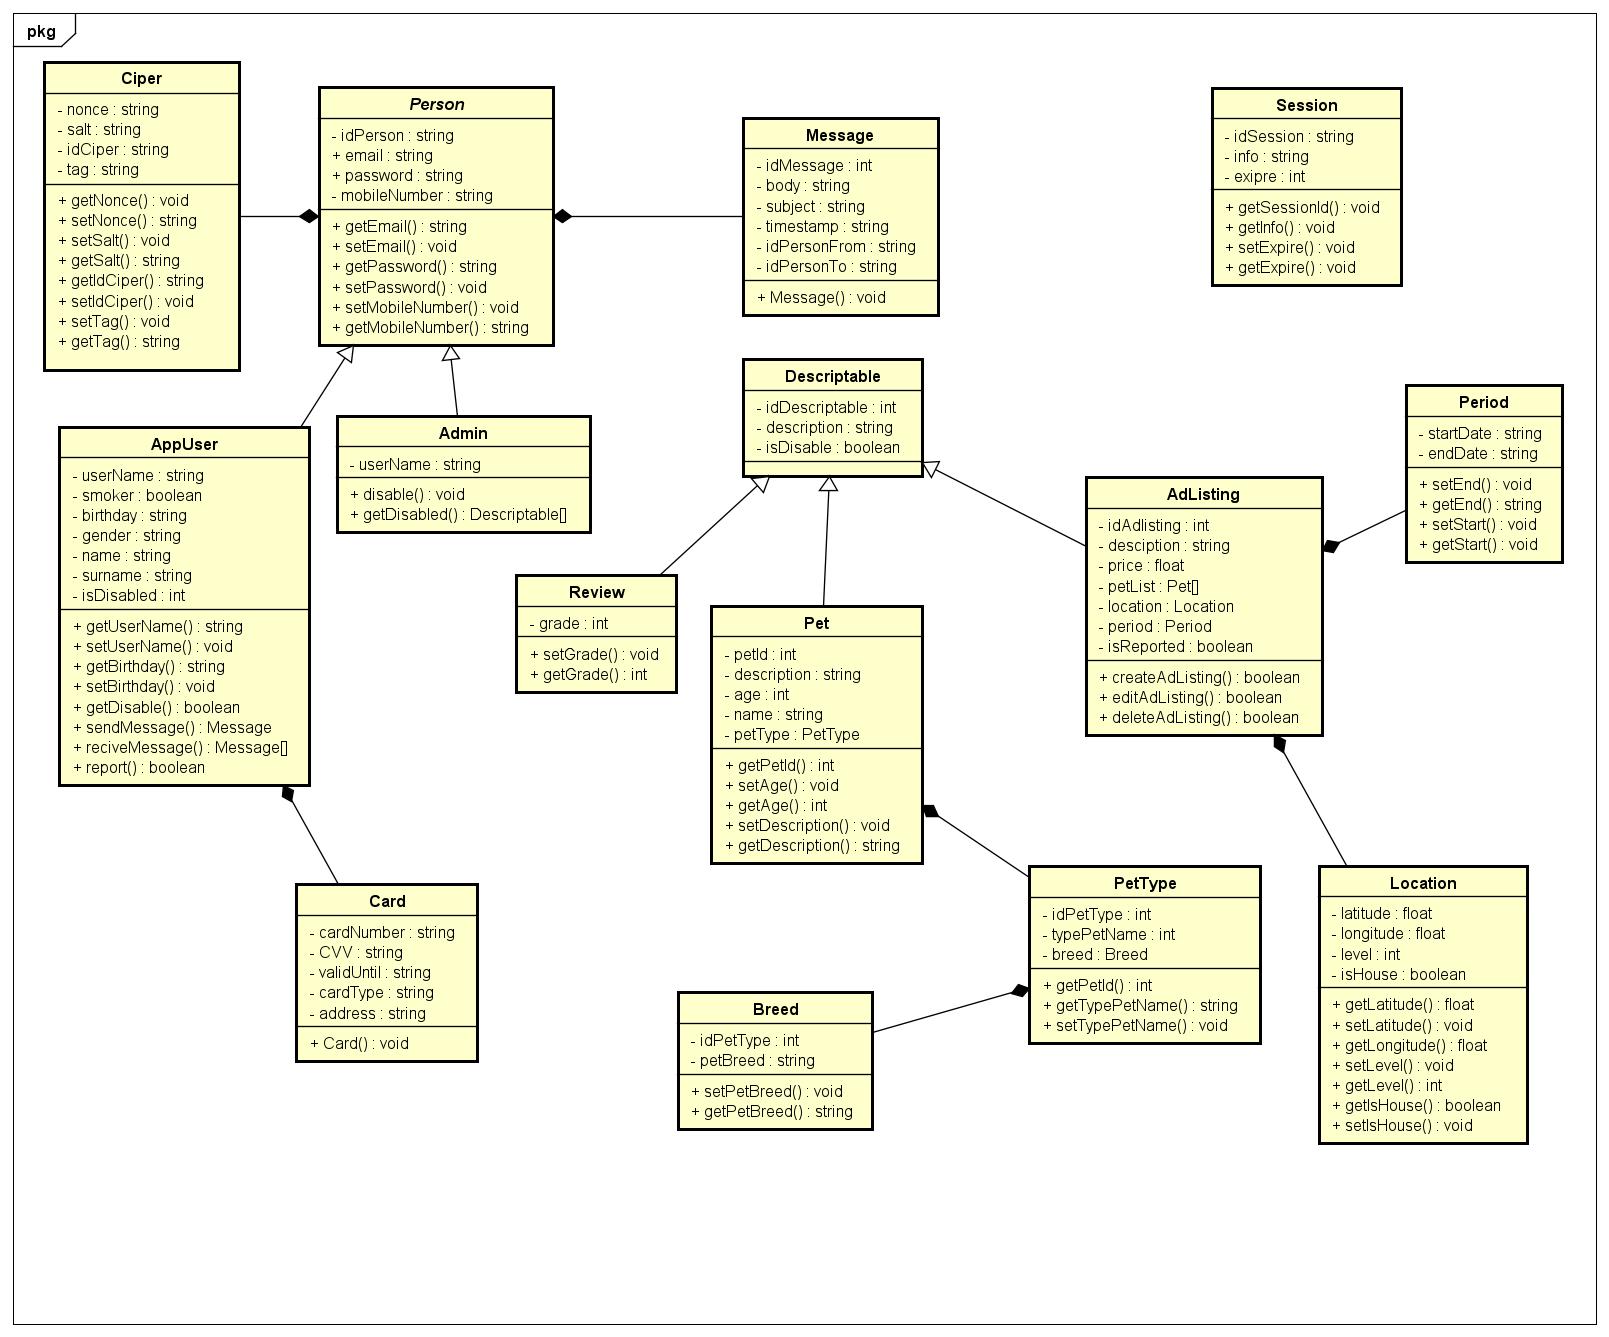 pkg
Ciper
- nonce : string
- salt : string
- idCiper : string
- tag : string
+ getNonce() : void
+ setNonce() : string
+ setSalt() : void
+ getSalt() : string
+ getIdCiper() : string
+ setIdCiper() : void
+ setTag() : void
+ getTag() : string
Person
- idPerson : string
+ email : string
+ password : string
- mobileNumber : string
+ getEmail() : string
+ setEmail() : void
+ getPassword() : string
+ setPassword() : void
+ setMobileNumber() : void
+ getMobileNumber() : string
Message
- idMessage : int
- body : string
- subject : string
- timestamp : string
- idPersonFrom : string
- idPersonTo : string
+ Message() : void
Session
- idSession : string
- info : string
- exipre : int
+ getSessionId() : void
+ getInfo() : void
+ setExpire() : void
+ getExpire() : void
AppUser
- userName : string
- smoker : boolean
- birthday : string
- gender : string
- name : string
- surname : string
- isDisabled : int
+ getUserName() : string
+ setUserName() : void
+ getBirthday() : string
+ setBirthday() : void
+ getDisable() : boolean
+ sendMessage() : Message
+ reciveMessage() : Message[]
+ report() : boolean
Admin
- userName : string
+ disable() : void
+ getDisabled() : Descriptable[]
Descriptable
- idDescriptable : int
- description : string
- isDisable : boolean
Period
- startDate : string
- endDate : string
+ setEnd() : void
+ getEnd() : string
+ setStart() : void
+ getStart() : void
AdListing
- idAdlisting : int
- desciption : string
- price : float
- petList : Pet[]
- location : Location
- period : Period
- isReported : boolean
+ createAdListing() : boolean
+ editAdListing() : boolean
+ deleteAdListing() : boolean
Review
- grade : int
+ setGrade() : void
+ getGrade() : int
Pet
- petId : int
- description : string
- age : int
- name : string
- petType : PetType
+ getPetId() : int
+ setAge() : void
+ getAge() : int
+ setDescription() : void
+ getDescription() : string
Card
- cardNumber : string
- CVV : string
- validUntil : string
- cardType : string
- address : string
+ Card() : void
PetType
- idPetType : int
- typePetName : int
- breed : Breed
+ getPetId() : int
+ getTypePetName() : string
+ setTypePetName() : void
Location
- latitude : float
- longitude : float
- level : int
- isHouse : boolean
+ getLatitude() : float
+ setLatitude() : void
+ getLongitude() : float
+ setLevel() : void
+ getLevel() : int
+ getIsHouse() : boolean
+ setIsHouse() : void
Breed
- idPetType : int
- petBreed : string
+ setPetBreed() : void
+ getPetBreed() : string